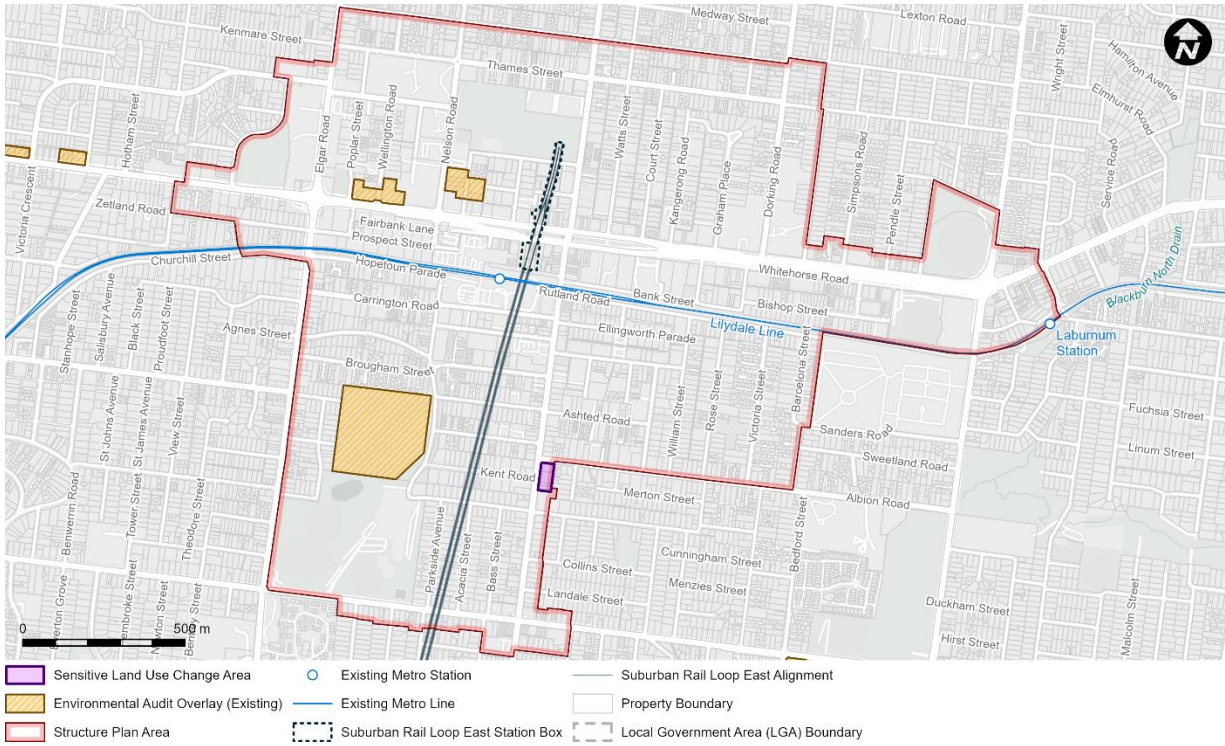 Medway Street
Lexton Road
Kenmare Street
N
Wright Street
Hamilton Avenue
Elmhurst Road
Thames Street
Hotham Street
Elgar Road
Poplar Street
Wellington Road
Nelson Road
Watts Street
Court Street
Kangerong Road
Graham Place
Dorking Road
Simpsons Road
Pendle Street
Service Road
Victoria Crescent
Zetland Road
Fairbank Lane
Prospect Street
Churchill Street
Hopetoun Parade
Whitehorse Road
Blackburn North Drain
Carrington Road
Rutland Road
Bank Street
Bishop Street
Stanhope Street
Salisbury Avenue
Black Street
Proudfoot Street
Agnes Street
Ellingworth Parade
Lilydale Line
Laburnum
Station
Brougham Street
Barcelona Street
St Johns Avenue
St James Avenue
View Street
Ashted Road
William Street
Rose Street
Victoria Street
Sanders Road
Fuchsia Street
Linum Street
Sweetland Road
Kent Road
Merton Street
Albion Road
Benwerrin Road
Tower Street
Theodore Street
Parkside Avenue
Acacia Street
Bass Street
Bedford Street
Cunningham Street
Collins Street
Menzies Street
Landale Street
Duckham Street
Hirst Street
Malcolm Street
0
500 m
Sensitive Land Use Change Area
Existing Metro Station
Suburban Rail Loop East Alignment
Environmental Audit Overlay (Existing)
Existing Metro Line
Property Boundary
Structure Plan Area
Suburban Rail Loop East Station Box
Local Government Area (LGA) Boundary